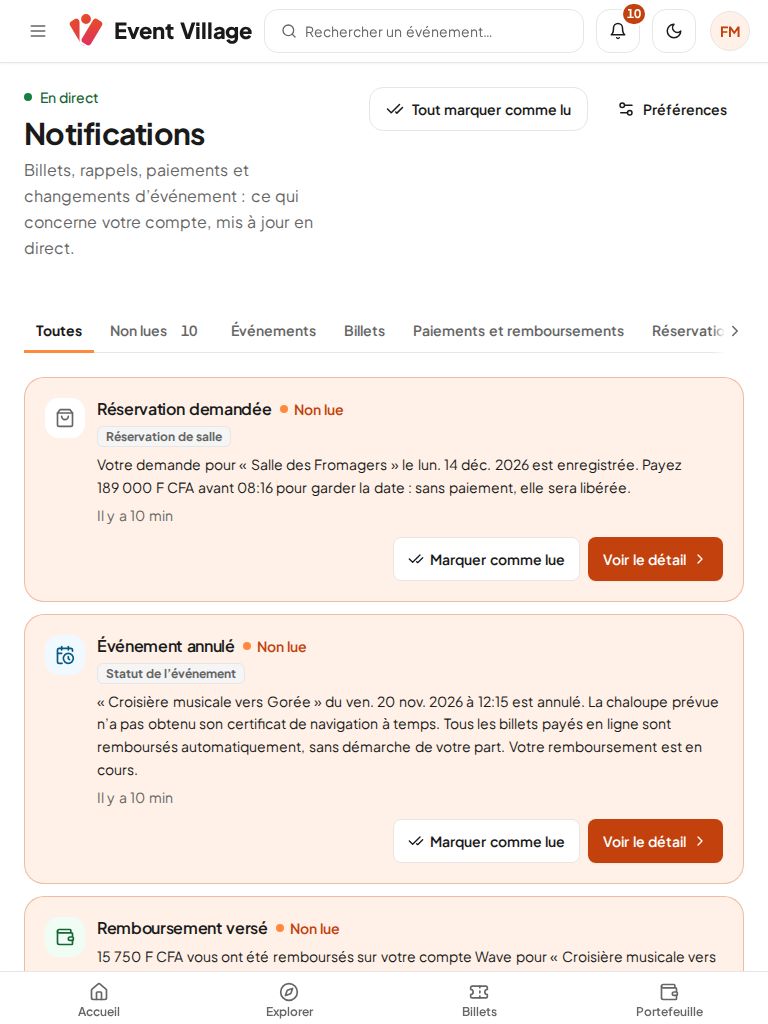 Event Village
Rechercher un événement...
10
FM
En direct
Notifications
Billets, rappels, paiements et
changements d’événement : ce qui
concerne votre compte, mis à jour en
direct.
Tout marquer comme lu
Préférences
Toutes
Non lues 10
Événements
Billets
Paiements et remboursements
Réservatio
Réservation demandée
Non lue
Réservation de salle
Votre demande pour « Salle des Fromagers » le lun. 14 déc. 2026 est enregistrée. Payez
189 000 F CFA avant 08:16 pour garder la date : sans paiement, elle sera libérée.
Il y a 10 min
Marquer comme lue
Voir le détail
Événement annulé
Non lue
Statut de l’événement
« Croisière musicale vers Gorée » du ven. 20 nov. 2026 à 12:15 est annulé. La chaloupe prévue
n’a pas obtenu son certificat de navigation à temps. Tous les billets payés en ligne sont
remboursés automatiquement, sans démarche de votre part. Votre remboursement est en
cours.
Il y a 10 min
Marquer comme lue
Voir le détail
Remboursement versé
Non lue
15 750 F CFA vous ont été remboursés sur votre compte Wave pour « Croisière musicale vers
Accueil
Explorer
Billets
Portefeuille